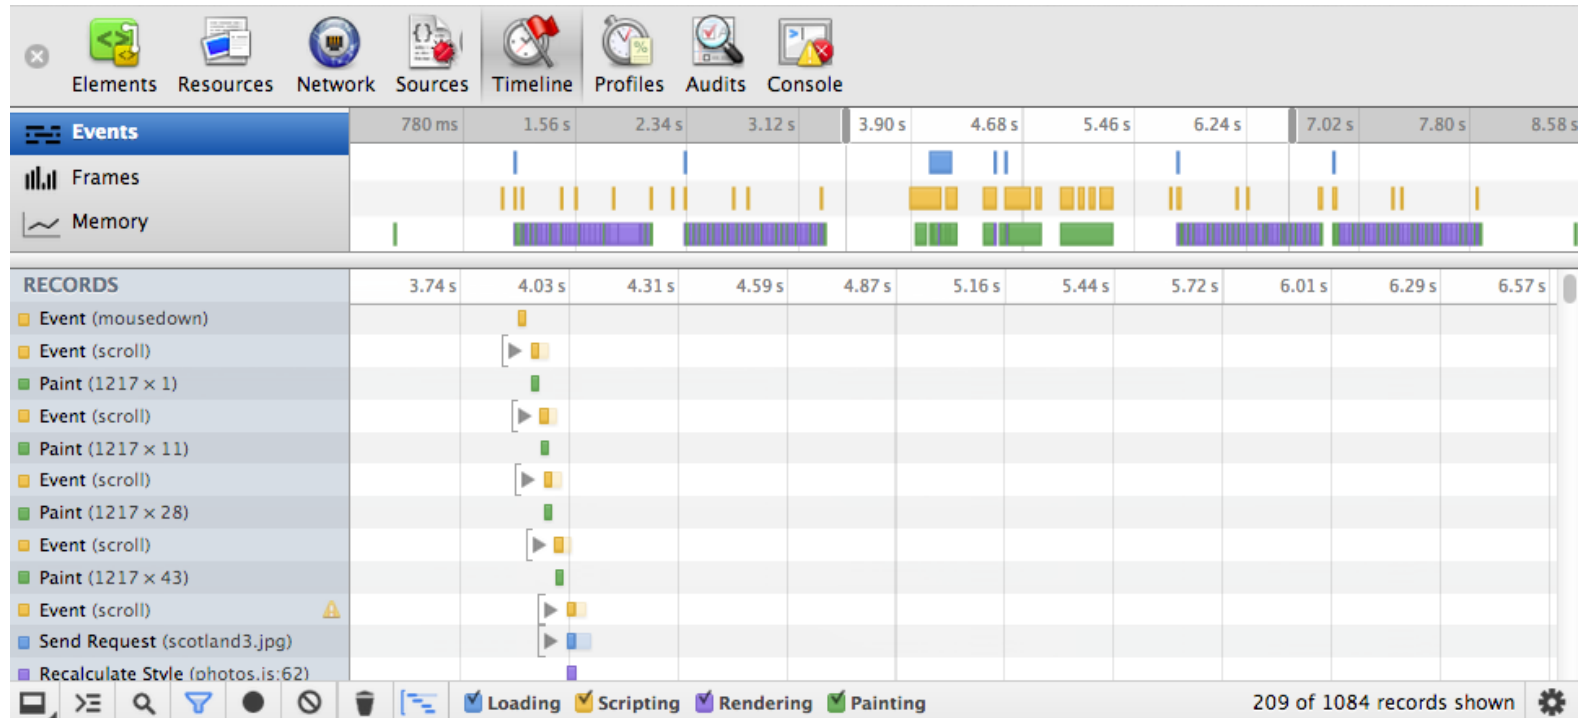 Elements Resources Network Sources Timeline Profiles Audits Console
Events
780 ms 1.56 s 2.34 s 3.12 s 3.90 s 4.68 s 5.46 s 6.24 s 7.02 s 7.80 s 8.58 s
Frames
Memory
RECORDS
3.74 s 4.03 s 4.31 s 4.59 s 4.87 s 5.16 s 5.44 s 5.72 s 6.01 s 6.29 s 6.57 s
Event (mousedown)
Event (scroll)
Paint (1217 × 1)
Event (scroll)
Paint (1217 × 11)
Event (scroll)
Paint (1217 × 28)
Event (scroll)
Paint (1217 × 43)
Event (scroll)
Send Request (scotland3.jpg)
Recalculate Style (photos.js:62)
Loading Scripting Rendering Painting 209 of 1084 records shown